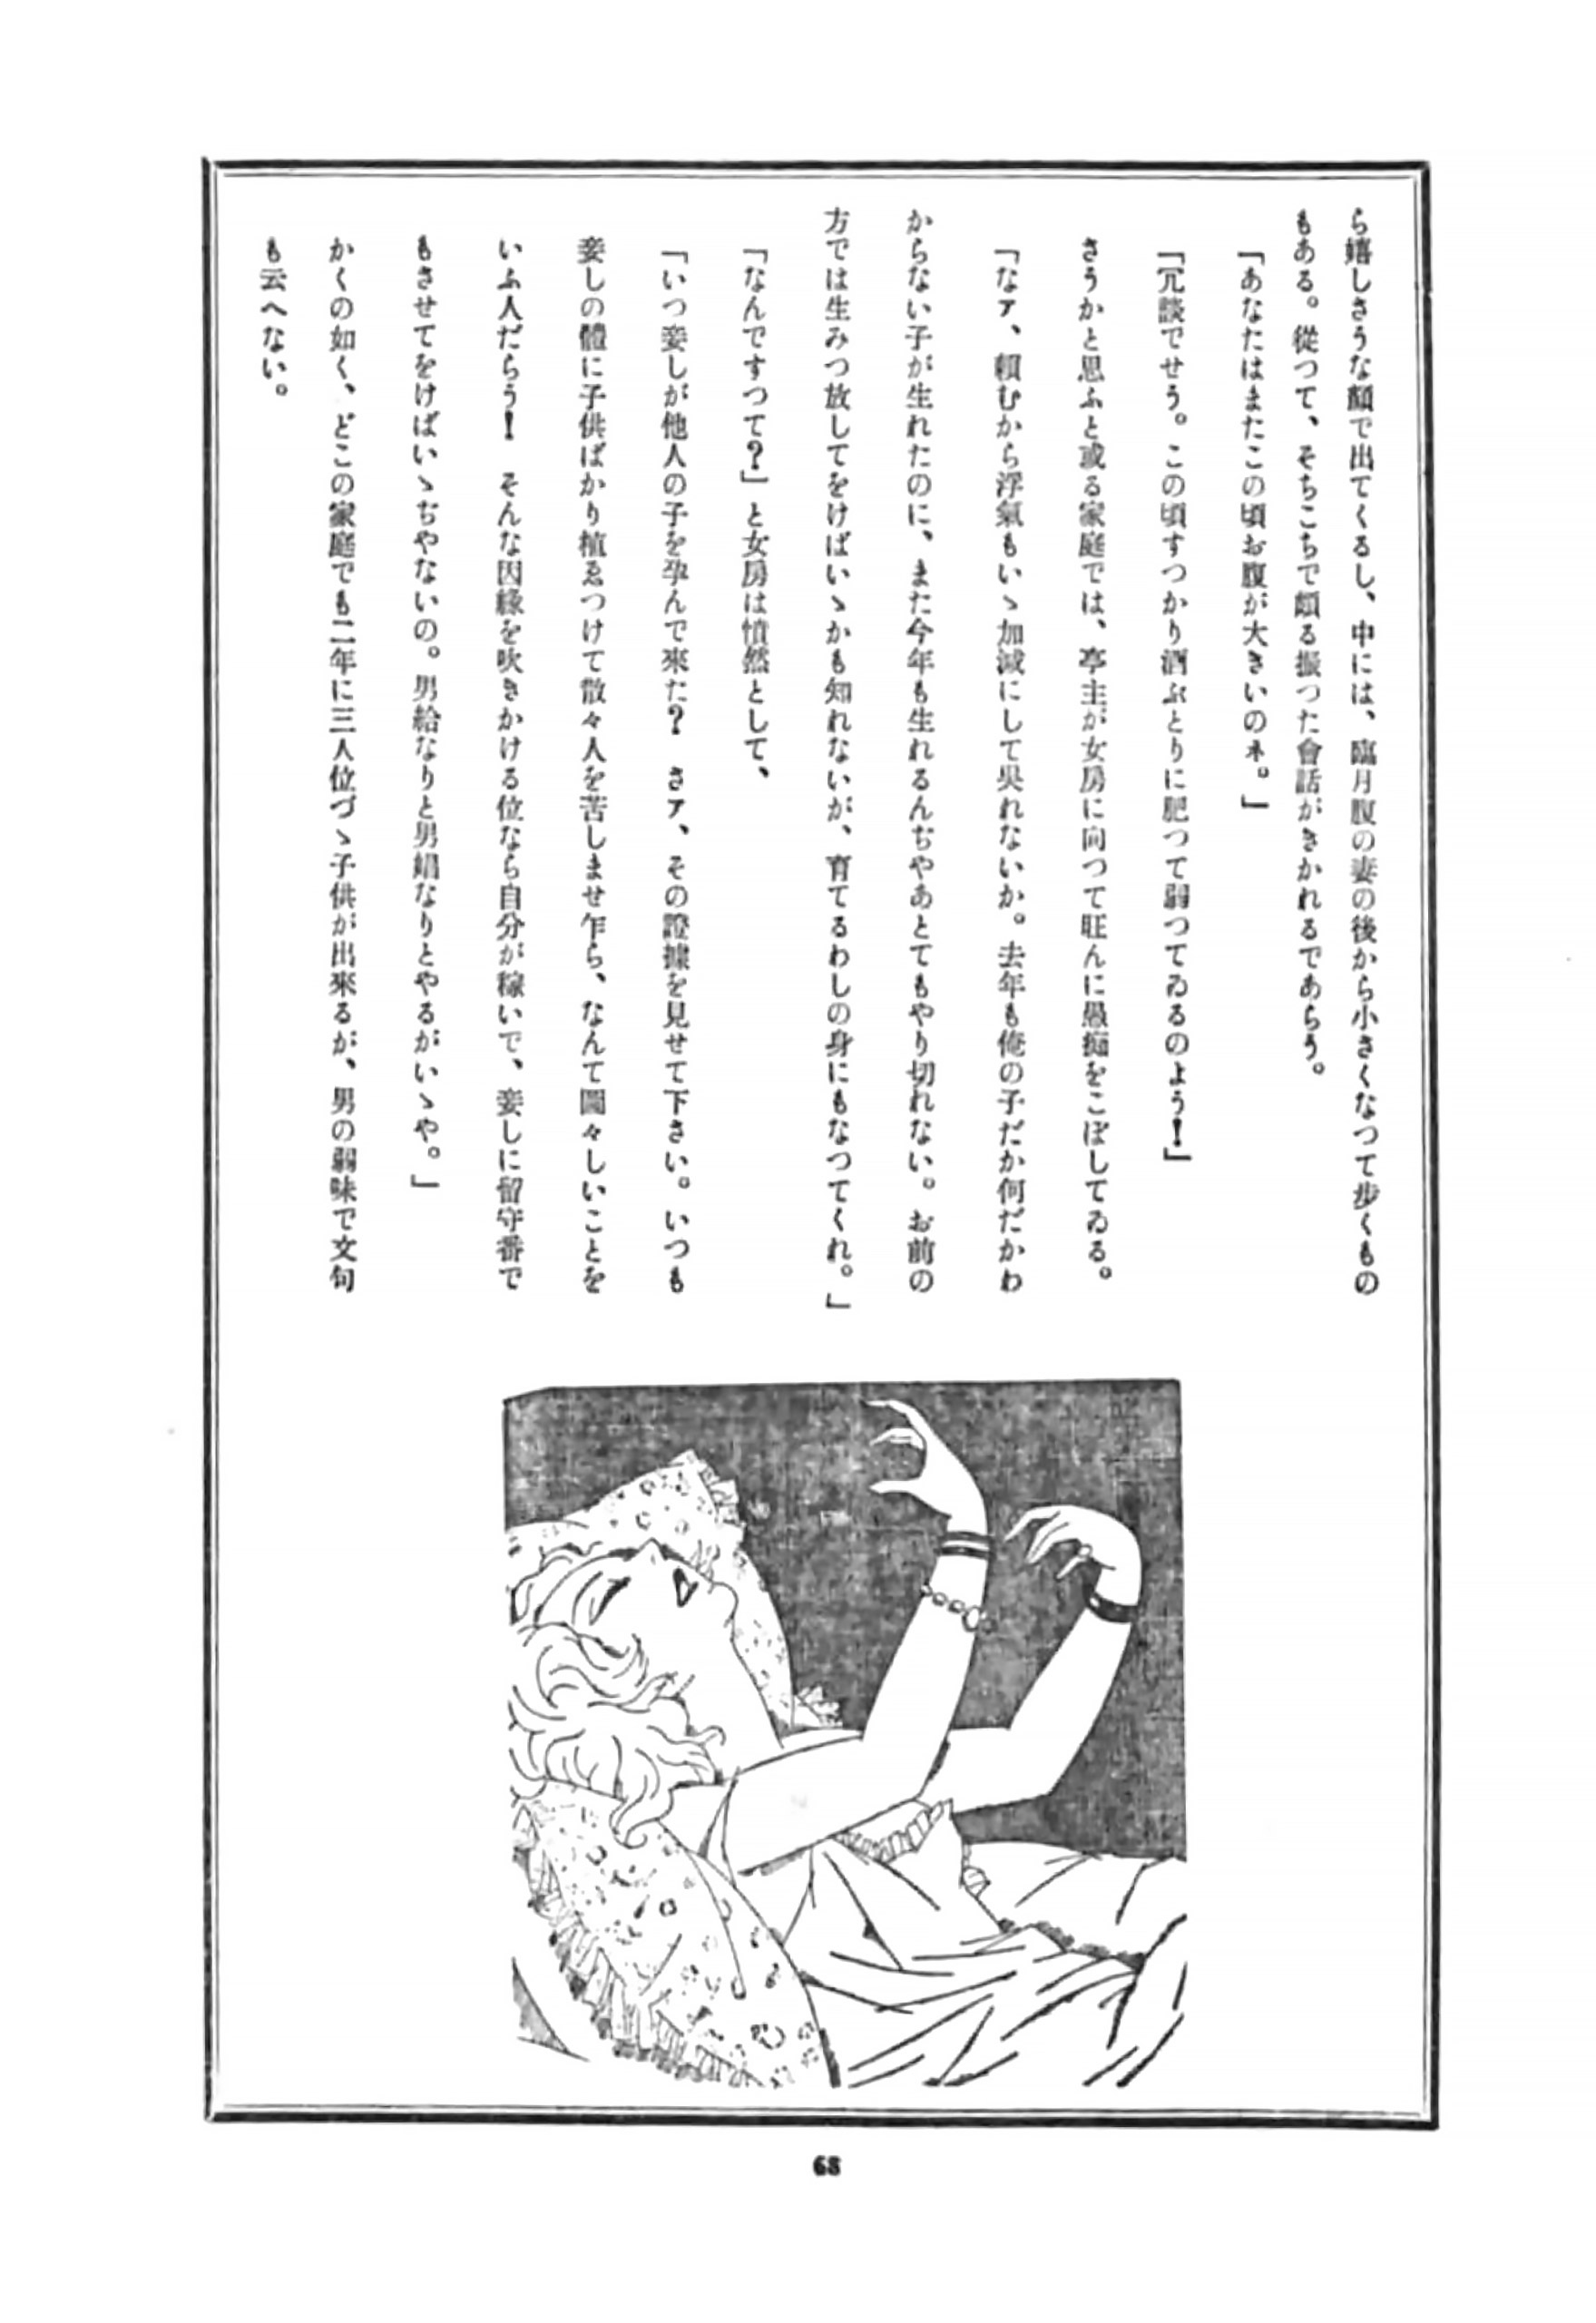 ら嬉しさうな顏で出てくるし、中には、臨月腹の妻の後から小さくなつて步くもの
もある。從つて、そちこちで頗る振つた會話がきかれるであらう。
「あなたはまたこの頃お腹が大きいのネ。」
「冗談でせう。この頃すつかり酒ぶとりに肥つて弱つてゐるのよう！」
さうかと思ふと或る家庭では、亭主が女房に向つて旺んに愚痴をこぼしてゐる。
「なァ、賴むから浮氣もいゝ加減にして吳れないか。去年も俺の子だか何だかわ
からない子が生れたのに、また今年も生れるんぢやあとてもやり切れない。お前の
方では生みつ放してをけばいゝかも知れないが、育てるわしの身にもなつてくれ。」
「なんですつて？」と女房は憤然として、
「いつ妾しが他人の子を孕んで來た？　さァ、その證據を見せて下さい。いつも
妾しの體に子供ばかり植ゑつけて散々人を苦しませ乍ら、なんて圖々しいことを
いふ人だらう！　そんな因緣を吹きかける位なら自分が稼いで、妾しに留守番で
もさせてをけばいゝぢやないの。男給なりと男娼なりとやるがいゝや。」
かくの如く、どこの家庭でも二年に三人位づゝ子供が出來るが、男の弱味で文句
も云へない。
68